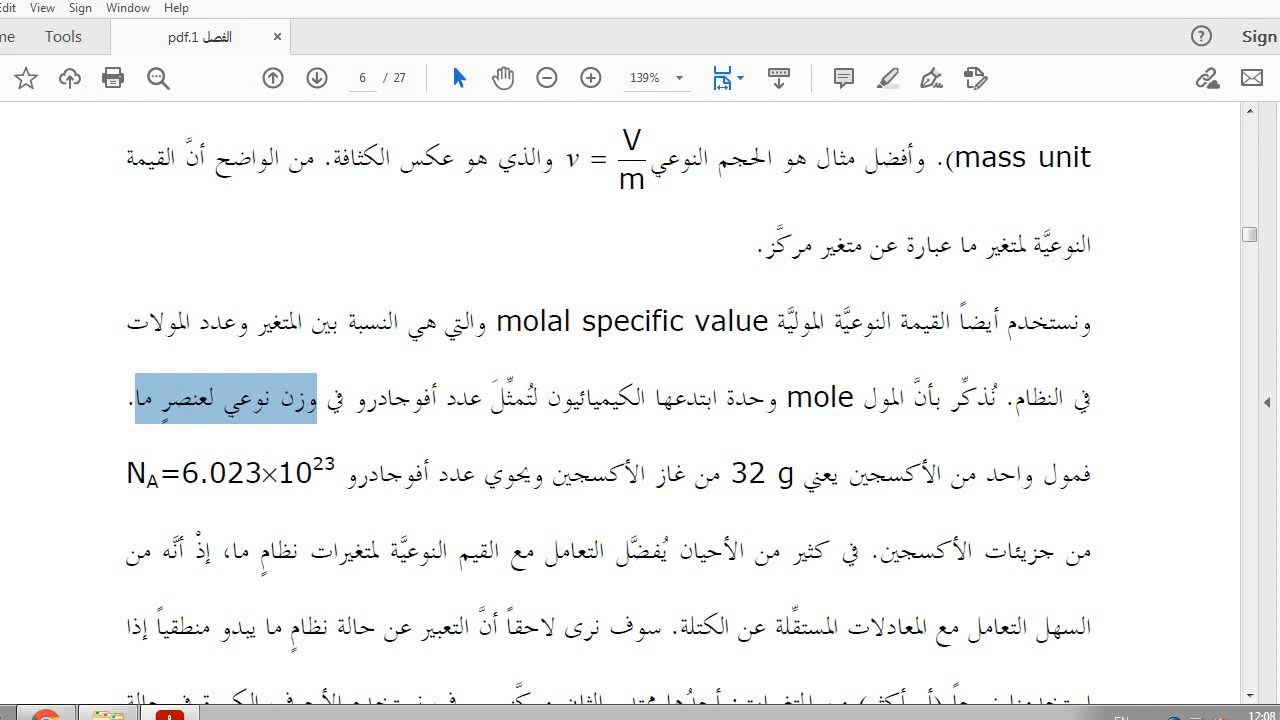 Edit View Sign Window Help
me Tools الفصل 1.pdf × ? Sign
6 / 27 139%
mass unit). وأفضل مثال هو الحجم النوعي v = V/m والذي هو عكس الكثافة. من الواضح أنَّ القيمة
النوعيَّة لمتغير ما عبارة عن متغير مركَّز.
ونستخدم أيضاً القيمة النوعيَّة الموليَّة molal specific value والتي هي النسبة بين المتغير وعدد المولات
في النظام. نُذكِّر بأنَّ المول mole وحدة ابتدعها الكيميائيون لتُمثِّلَ عدد أفوجادرو في وزن نوعي لعنصرٍ ما.
فمول واحد من الأكسجين يعني 32 g من غاز الأكسجين ويحوي عدد أفوجادرو N_A=6.023×10^23
من جزيئات الأكسجين. في كثير من الأحيان يُفضَّل التعامل مع القيم النوعيَّة لمتغيرات نظامٍ ما، إذْ أنَّه من
السهل التعامل مع المعادلات المستقلِّة عن الكتلة. سوف نرى لاحقاً أنَّ التعبير عن حالة نظامٍ ما يبدو منطقياً إذا
EN 12:08